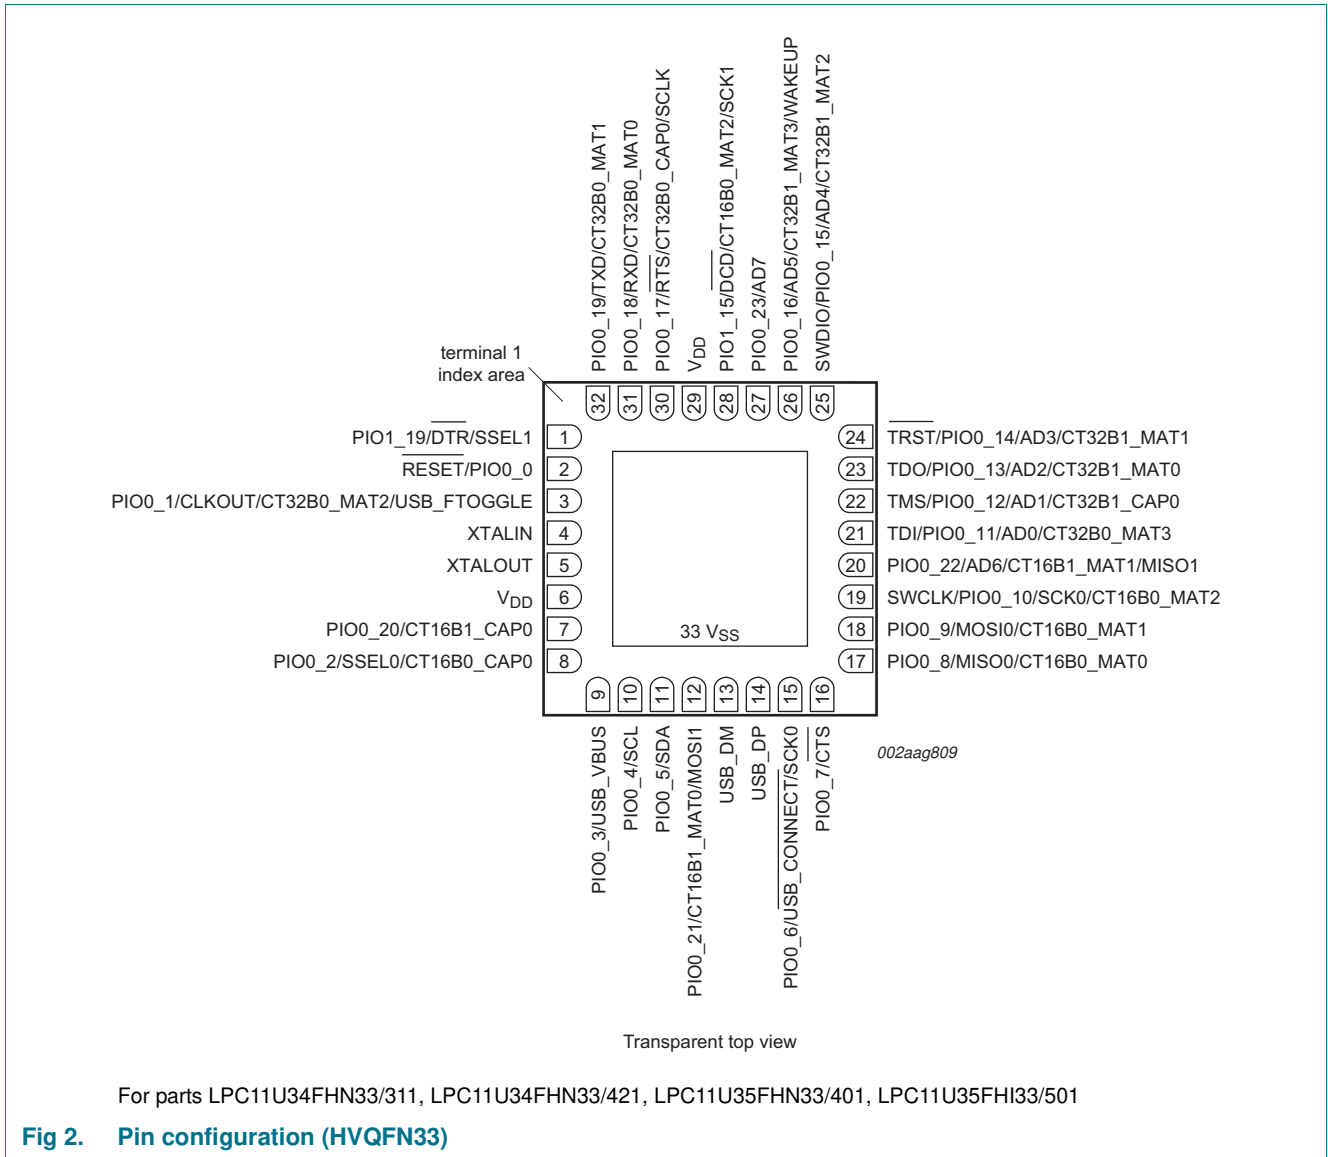 PIO0_19/TXD/CT32B0_MAT1
PIO0_18/RXD/CT32B0_MAT0
PIO0_17/RTS/CT32B0_CAP0/SCLK
VDD
PIO1_15/DCD/CT16B0_MAT2/SCK1
PIO0_23/AD7
PIO0_16/AD5/CT32B1_MAT3/WAKEUP
SWDIO/PIO0_15/AD4/CT32B1_MAT2
terminal 1
index area
32 31 30 29 28 27 26 25
PIO1_19/DTR/SSEL1 1
RESET/PIO0_0 2
PIO0_1/CLKOUT/CT32B0_MAT2/USB_FTOGGLE 3
XTALIN 4
XTALOUT 5
VDD 6
PIO0_20/CT16B1_CAP0 7
PIO0_2/SSEL0/CT16B0_CAP0 8
24 TRST/PIO0_14/AD3/CT32B1_MAT1
23 TDO/PIO0_13/AD2/CT32B1_MAT0
22 TMS/PIO0_12/AD1/CT32B1_CAP0
21 TDI/PIO0_11/AD0/CT32B0_MAT3
20 PIO0_22/AD6/CT16B1_MAT1/MISO1
19 SWCLK/PIO0_10/SCK0/CT16B0_MAT2
18 PIO0_9/MOSI0/CT16B0_MAT1
17 PIO0_8/MISO0/CT16B0_MAT0
33 VSS
9 10 11 12 13 14 15 16
PIO0_3/USB_VBUS
PIO0_4/SCL
PIO0_5/SDA
PIO0_21/CT16B1_MAT0/MOSI1
USB_DM
USB_DP
PIO0_6/USB_CONNECT/SCK0
PIO0_7/CTS
002aag809
Transparent top view
For parts LPC11U34FHN33/311, LPC11U34FHN33/421, LPC11U35FHN33/401, LPC11U35FHI33/501
Fig 2. Pin configuration (HVQFN33)